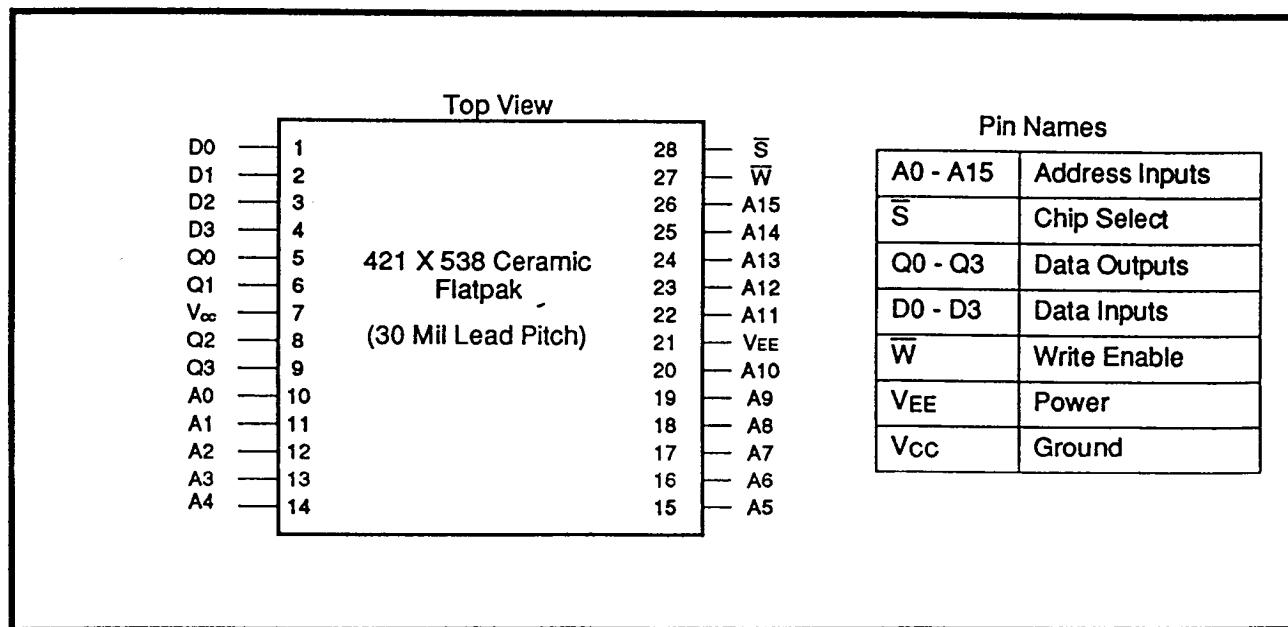 Top View
D0 1 28 S̅
D1 2 27 W̅
D2 3 26 A15
D3 4 25 A14
Q0 5 24 A13
Q1 6 23 A12
Vcc 7 22 A11
Q2 8 21 VEE
Q3 9 20 A10
A0 10 19 A9
A1 11 18 A8
A2 12 17 A7
A3 13 16 A6
A4 14 15 A5
421 X 538 Ceramic
Flatpak
(30 Mil Lead Pitch)
Pin Names
A0 - A15 Address Inputs
S̅ Chip Select
Q0 - Q3 Data Outputs
D0 - D3 Data Inputs
W̅ Write Enable
VEE Power
Vcc Ground